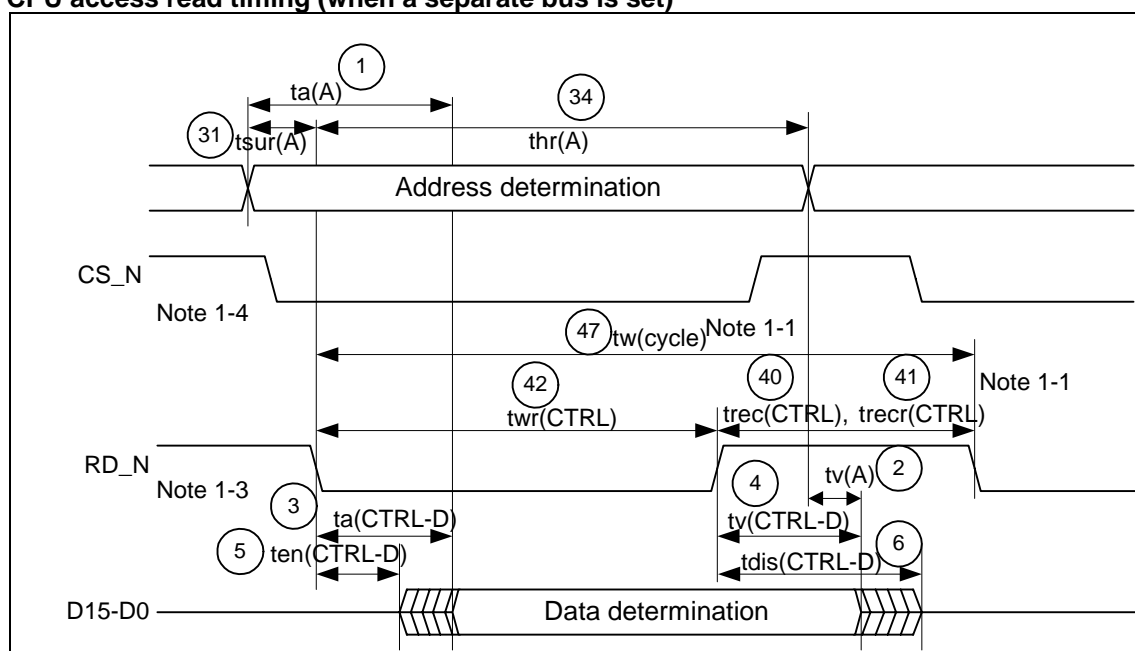 CPU access read timing (when a separate bus is set)
1
ta(A)
34
31
tsur(A)
thr(A)
Address determination
CS_N
Note 1-4
47
tw(cycle)
Note 1-1
42
40
41
Note 1-1
twr(CTRL)
trec(CTRL), trecr(CTRL)
RD_N
Note 1-3
3
4
2
tv(A)
ta(CTRL-D)
tv(CTRL-D)
5
ten(CTRL-D)
6
tdis(CTRL-D)
D15-D0
Data determination